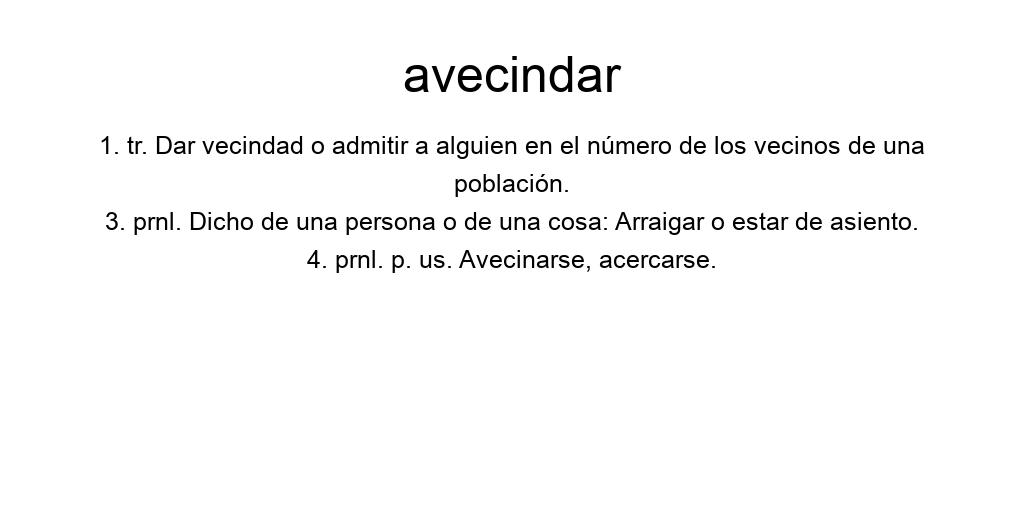 avecindar
1. tr. Dar vecindad o admitir a alguien en el número de los vecinos de una
población.
3. prnl. Dicho de una persona o de una cosa: Arraigar o estar de asiento.
4. prnl. p. us. Avecinarse, acercarse.